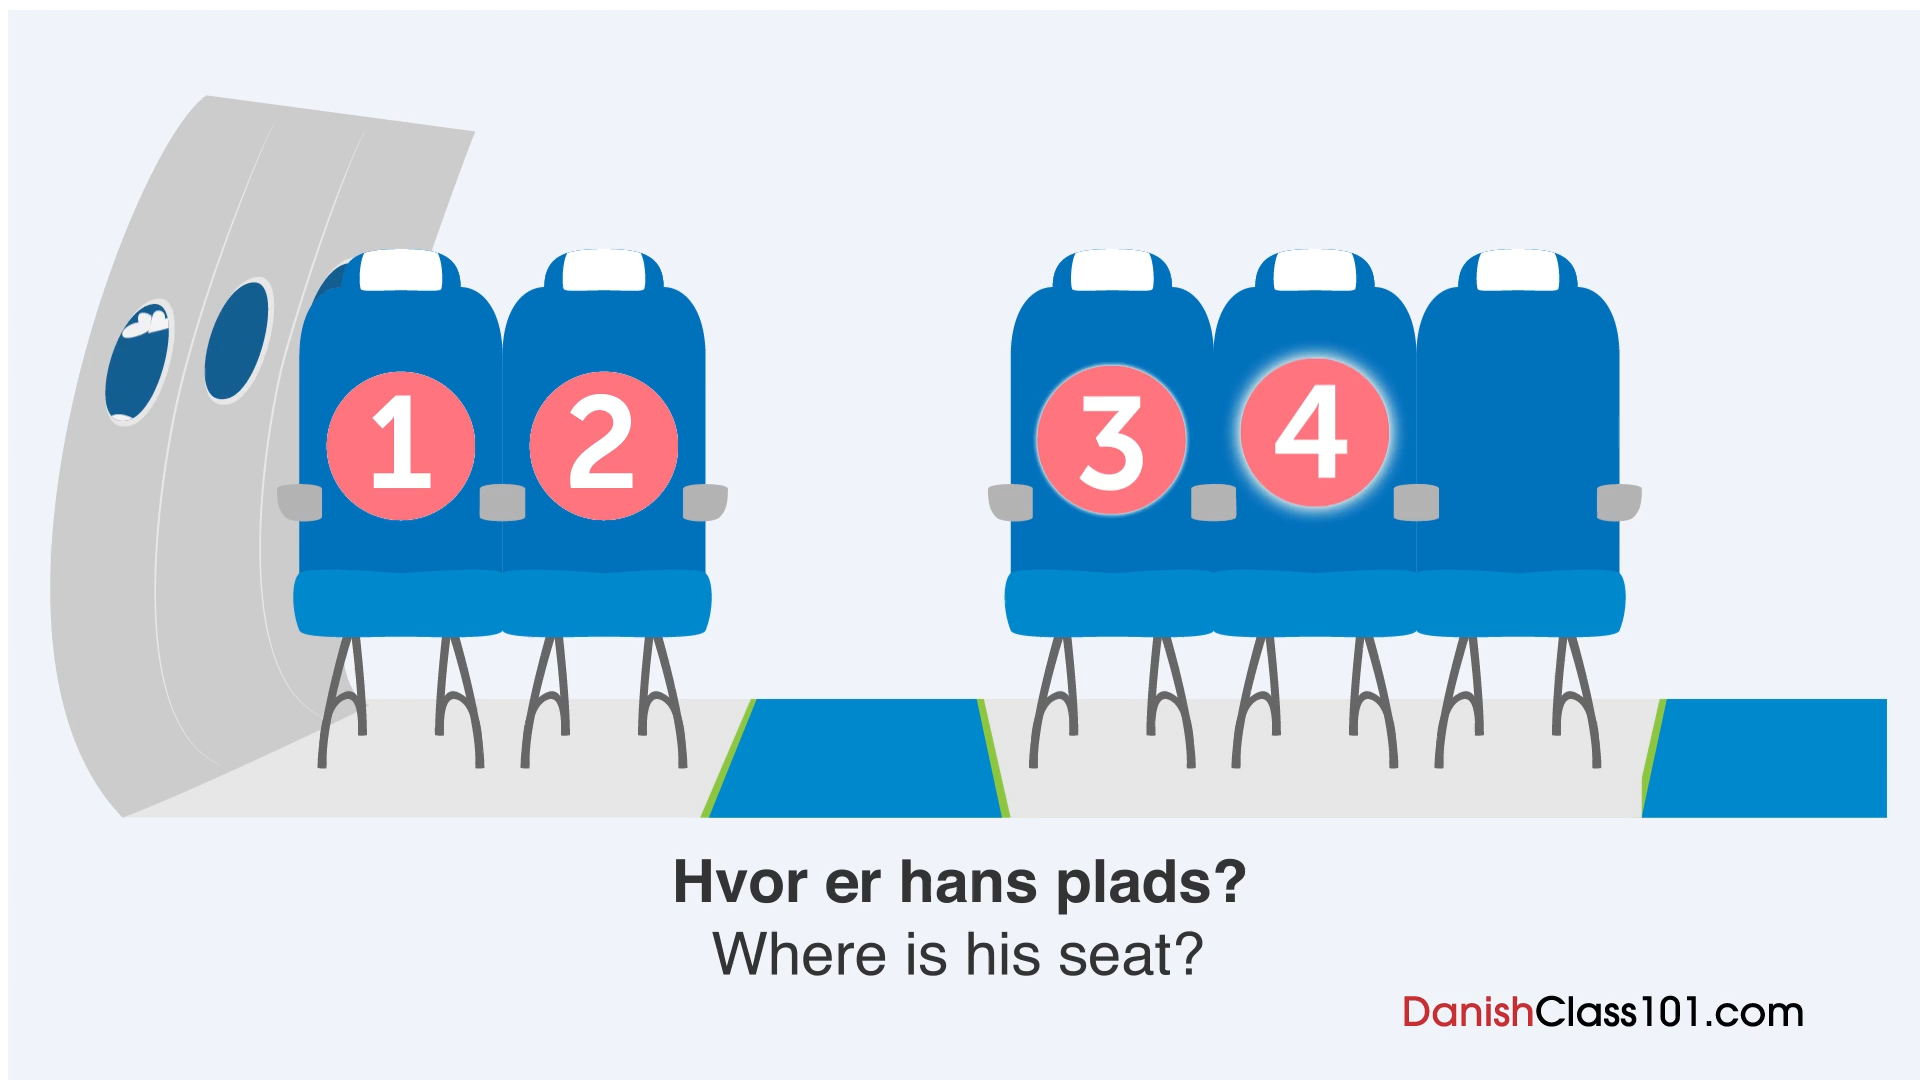 1 2 3 4
Hvor er hans plads?
Where is his seat?
DanishClass101.com